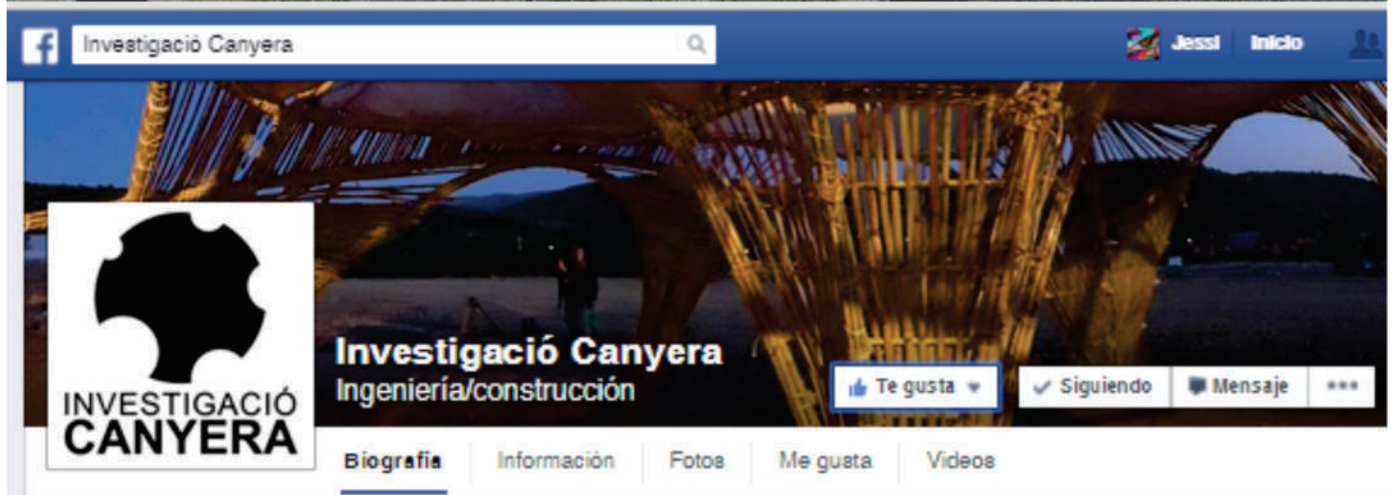 f Investigació Canyera
Jessi Inicio
INVESTIGACIÓ
CANYERA
Investigació Canyera
Ingeniería/construcción
Te gusta Siguiendo Mensaje ***
Biografía Información Fotos Me gusta Videos